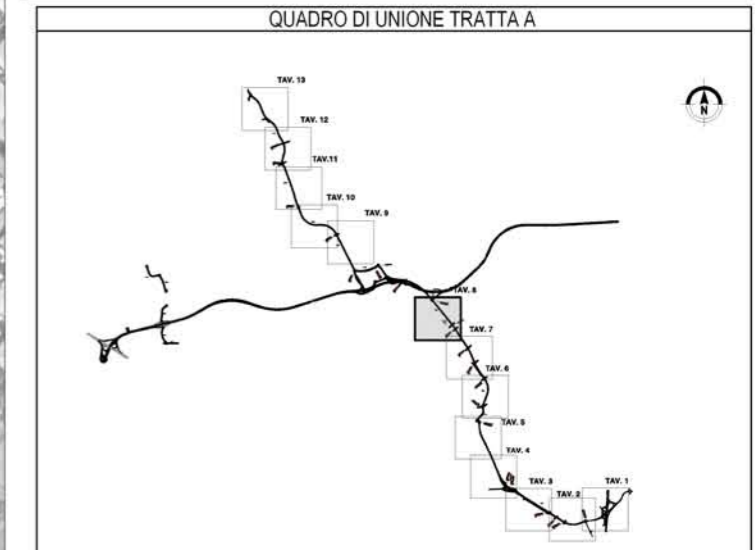 QUADRO DI UNIONE TRATTA A
TAV. 13
TAV. 12
TAV.11
TAV. 10
TAV. 9
N
TAV. 8
TAV. 7
TAV. 6
TAV. 5
TAV. 4
TAV. 3
TAV. 2
TAV. 1